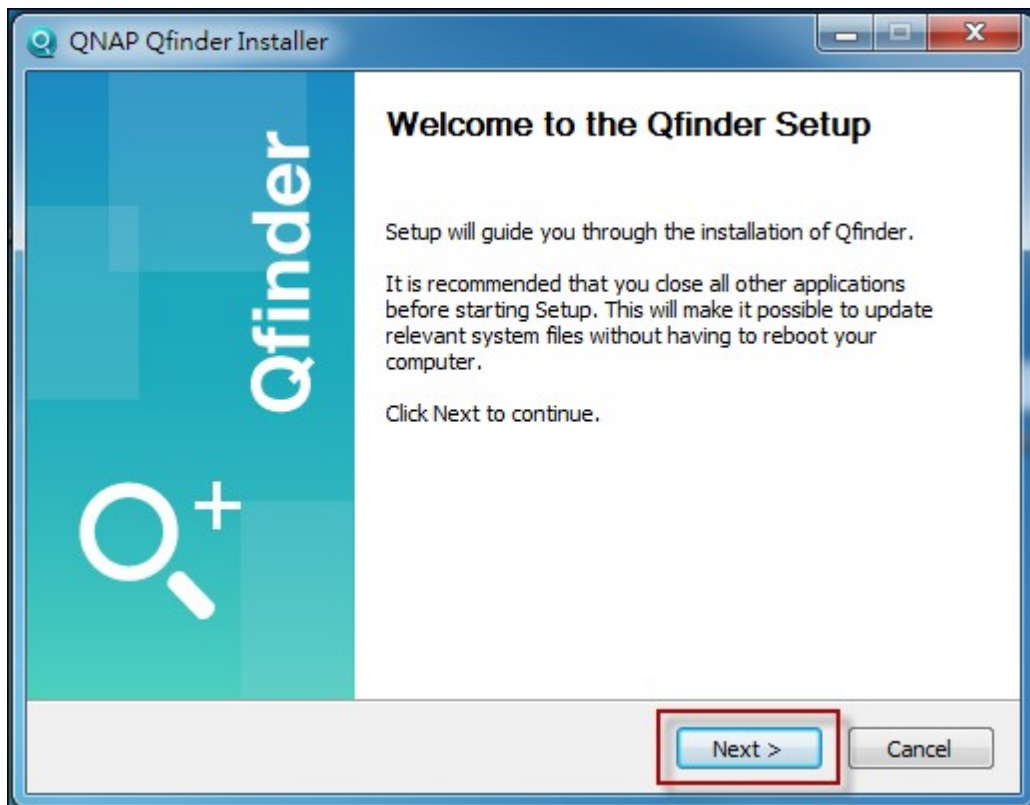 QNAP Qfinder Installer
Qfinder
Welcome to the Qfinder Setup
Setup will guide you through the installation of Qfinder.
It is recommended that you close all other applications
before starting Setup. This will make it possible to update
relevant system files without having to reboot your
computer.
Click Next to continue.
Next >
Cancel